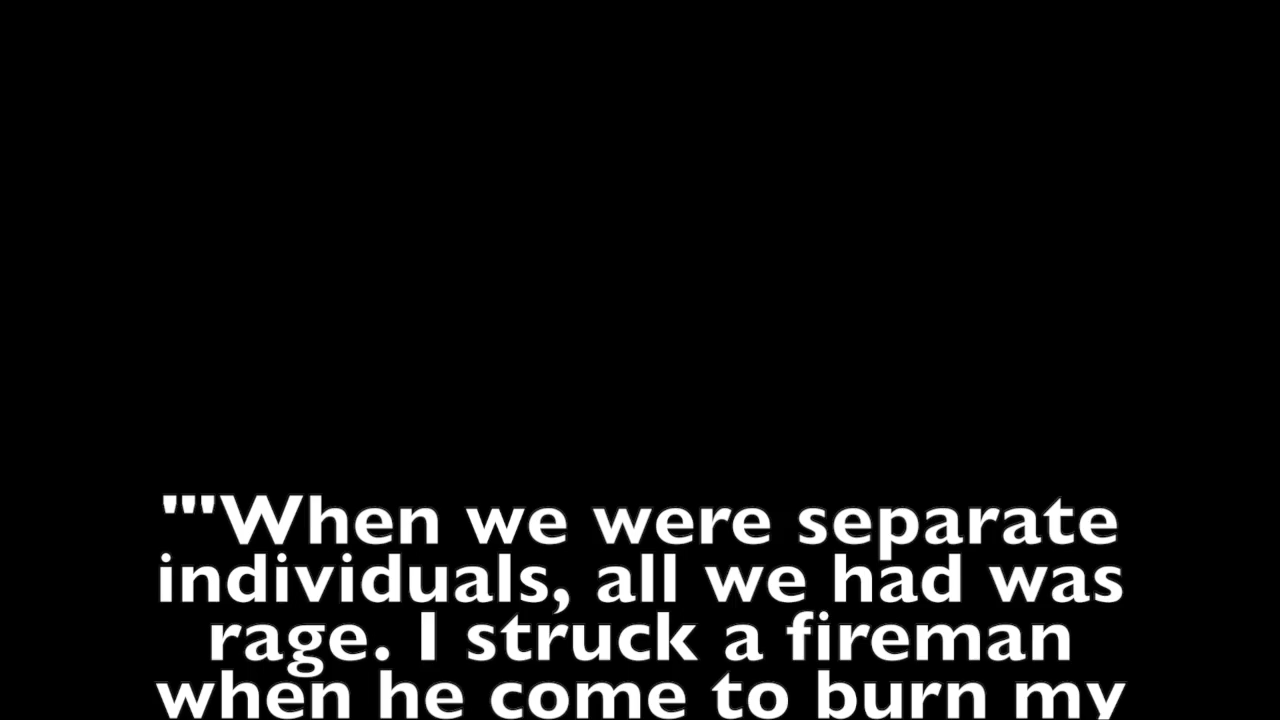 "'When we were separate
individuals, all we had was
rage. I struck a fireman
when he come to burn my